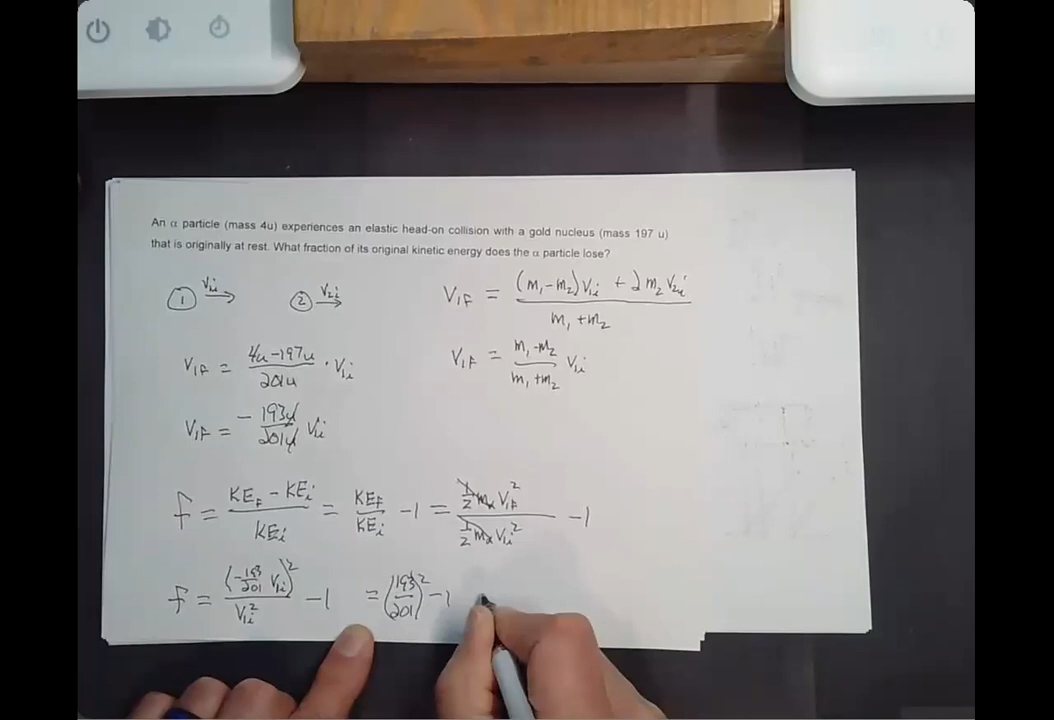 An α particle (mass 4u) experiences an elastic head-on collision with a gold nucleus (mass 197 u)
that is originally at rest. What fraction of its original kinetic energy does the α particle lose?
① V₁ᵢ → ② V₂ᵢ →
V₁F = ((m₁-m₂)V₁ᵢ + 2m₂V₂ᵢ) / (m₁+m₂)
V₁F = (4u-197u)/(201u) · V₁ᵢ
V₁F = (m₁-m₂)/(m₁+m₂) V₁ᵢ
V₁F = -193u/201u V₁ᵢ
f = (KE_F - KEᵢ)/KEᵢ = KE_F/KEᵢ -1 = (½ mα V₁F²)/(½ mα V₁ᵢ²) -1
f = (-193/201 V₁ᵢ)²/V₁ᵢ² -1 = (193/201)² -1